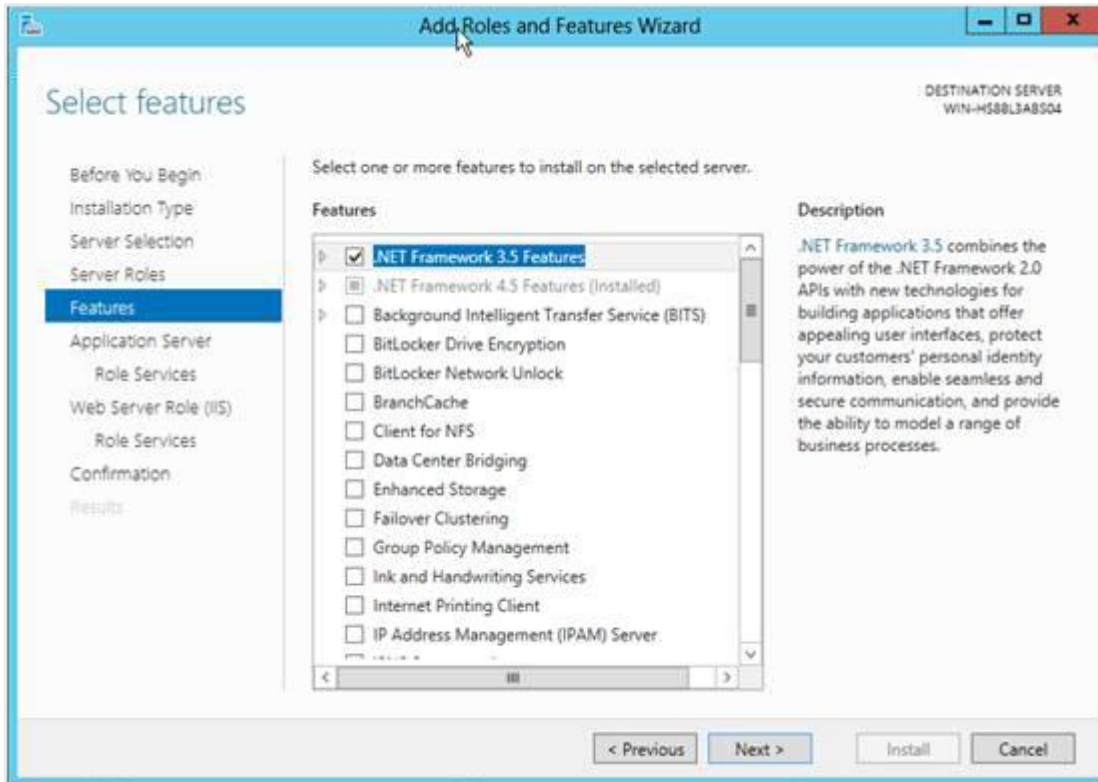 Add Roles and Features Wizard
Select features
DESTINATION SERVER
WIN-HS8BL3ABS04
Before You Begin
Installation Type
Server Selection
Server Roles
Features
Application Server
Role Services
Web Server Role (IIS)
Role Services
Confirmation
Results
Select one or more features to install on the selected server.
Features
.NET Framework 3.5 Features
.NET Framework 4.5 Features (Installed)
Background Intelligent Transfer Service (BITS)
BitLocker Drive Encryption
BitLocker Network Unlock
BranchCache
Client for NFS
Data Center Bridging
Enhanced Storage
Failover Clustering
Group Policy Management
Ink and Handwriting Services
Internet Printing Client
IP Address Management (IPAM) Server
Description
.NET Framework 3.5 combines the
power of the .NET Framework 2.0
APIs with new technologies for
building applications that offer
appealing user interfaces, protect
your customers' personal identity
information, enable seamless and
secure communication, and provide
the ability to model a range of
business processes.
< Previous
Next >
Install
Cancel